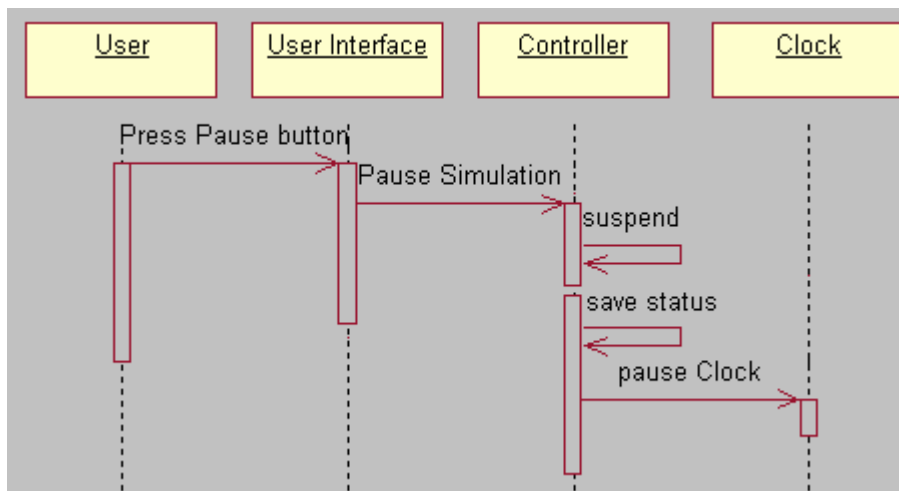 User
User Interface
Controller
Clock
Press Pause button
Pause Simulation
suspend
save status
pause Clock